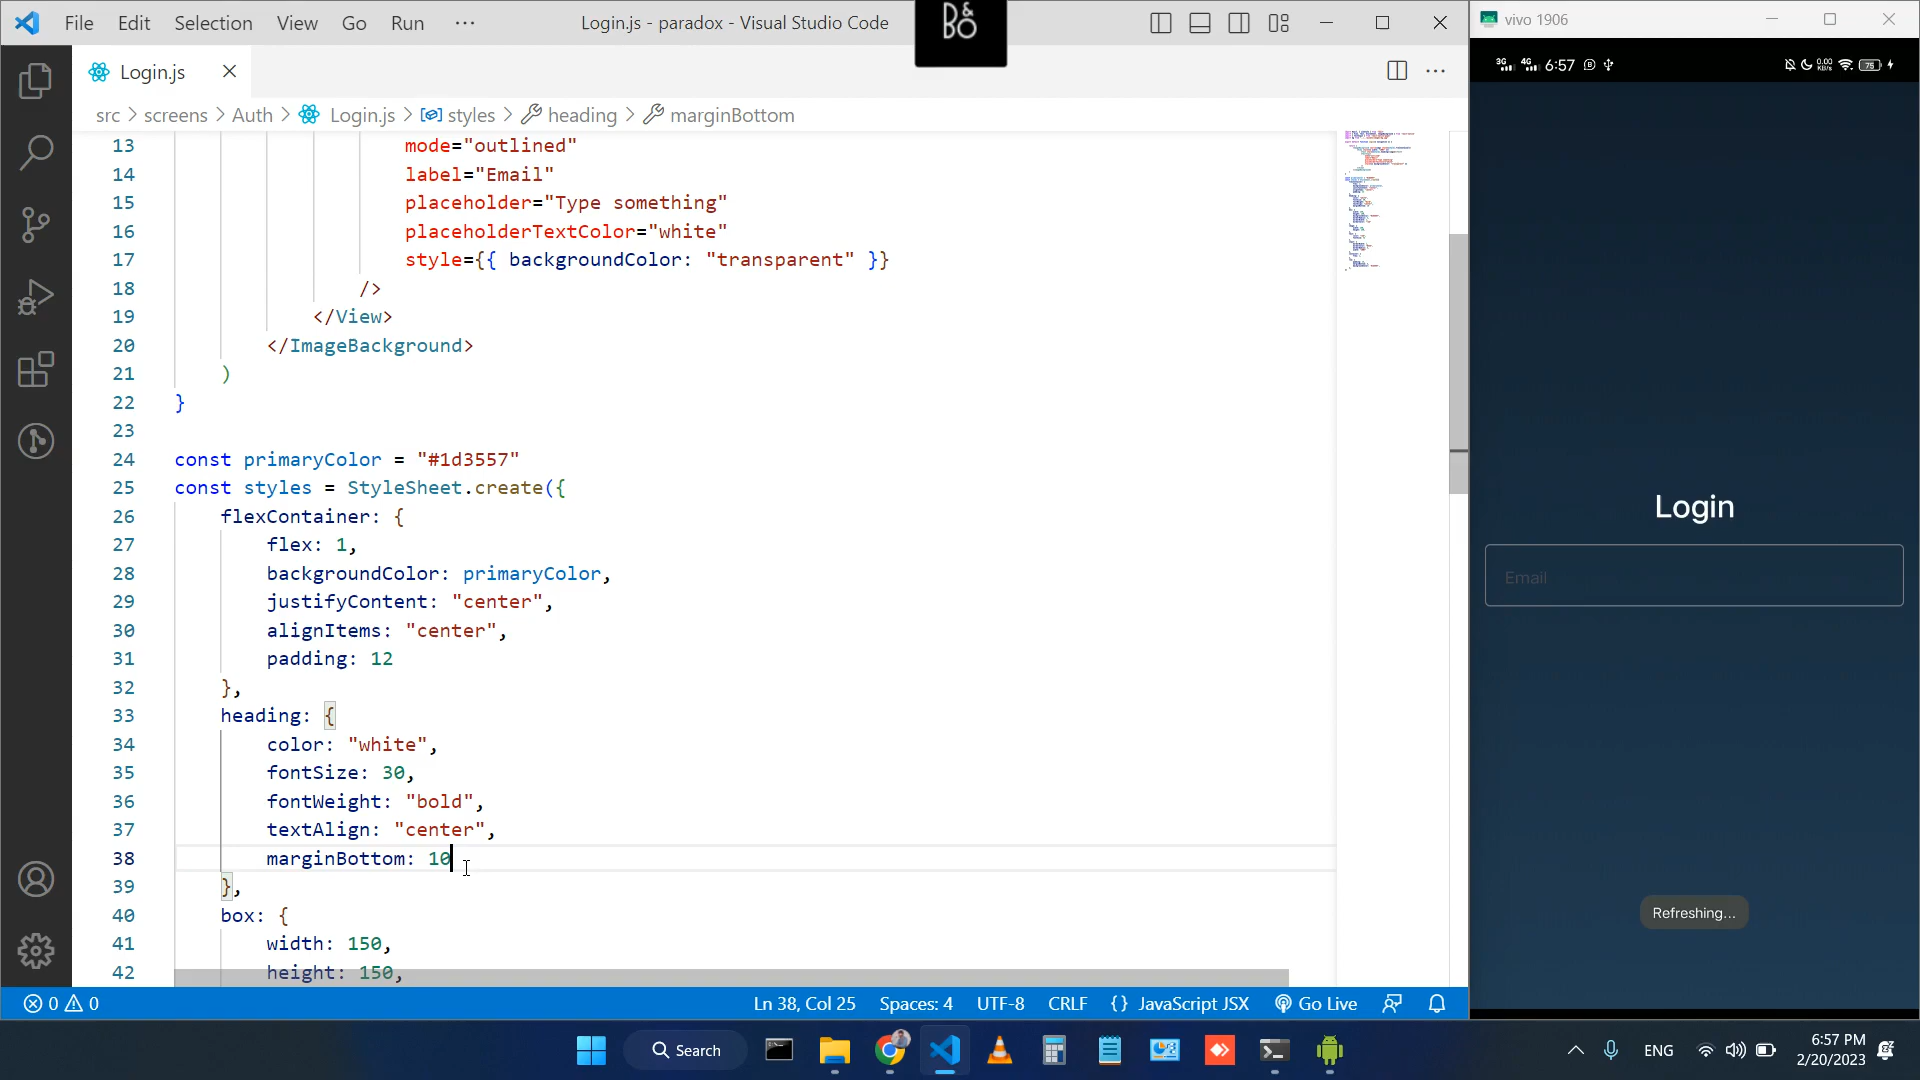 File Edit Selection View Go Run ··· Login.js - paradox - Visual Studio Code
B&O
vivo 1906
Login.js
src > screens > Auth > Login.js > styles > heading > marginBottom
13 mode="outlined"
14 label="Email"
15 placeholder="Type something"
16 placeholderTextColor="white"
17 style={{ backgroundColor: "transparent" }}
18 />
19 </View>
20 </ImageBackground>
21 )
22 }
23
24 const primaryColor = "#1d3557"
25 const styles = StyleSheet.create({
26 flexContainer: {
27 flex: 1,
28 backgroundColor: primaryColor,
29 justifyContent: "center",
30 alignItems: "center",
31 padding: 12
32 },
33 heading: {
34 color: "white",
35 fontSize: 30,
36 fontWeight: "bold",
37 textAlign: "center",
38 marginBottom: 10
39 },
40 box: {
41 width: 150,
42 height: 150,
3G 4G 6:57 0.00 KB/s 75
Login
Email
Refreshing...
0 0 Ln 38, Col 25 Spaces: 4 UTF-8 CRLF {} JavaScript JSX Go Live
Search
ENG
6:57 PM
2/20/2023